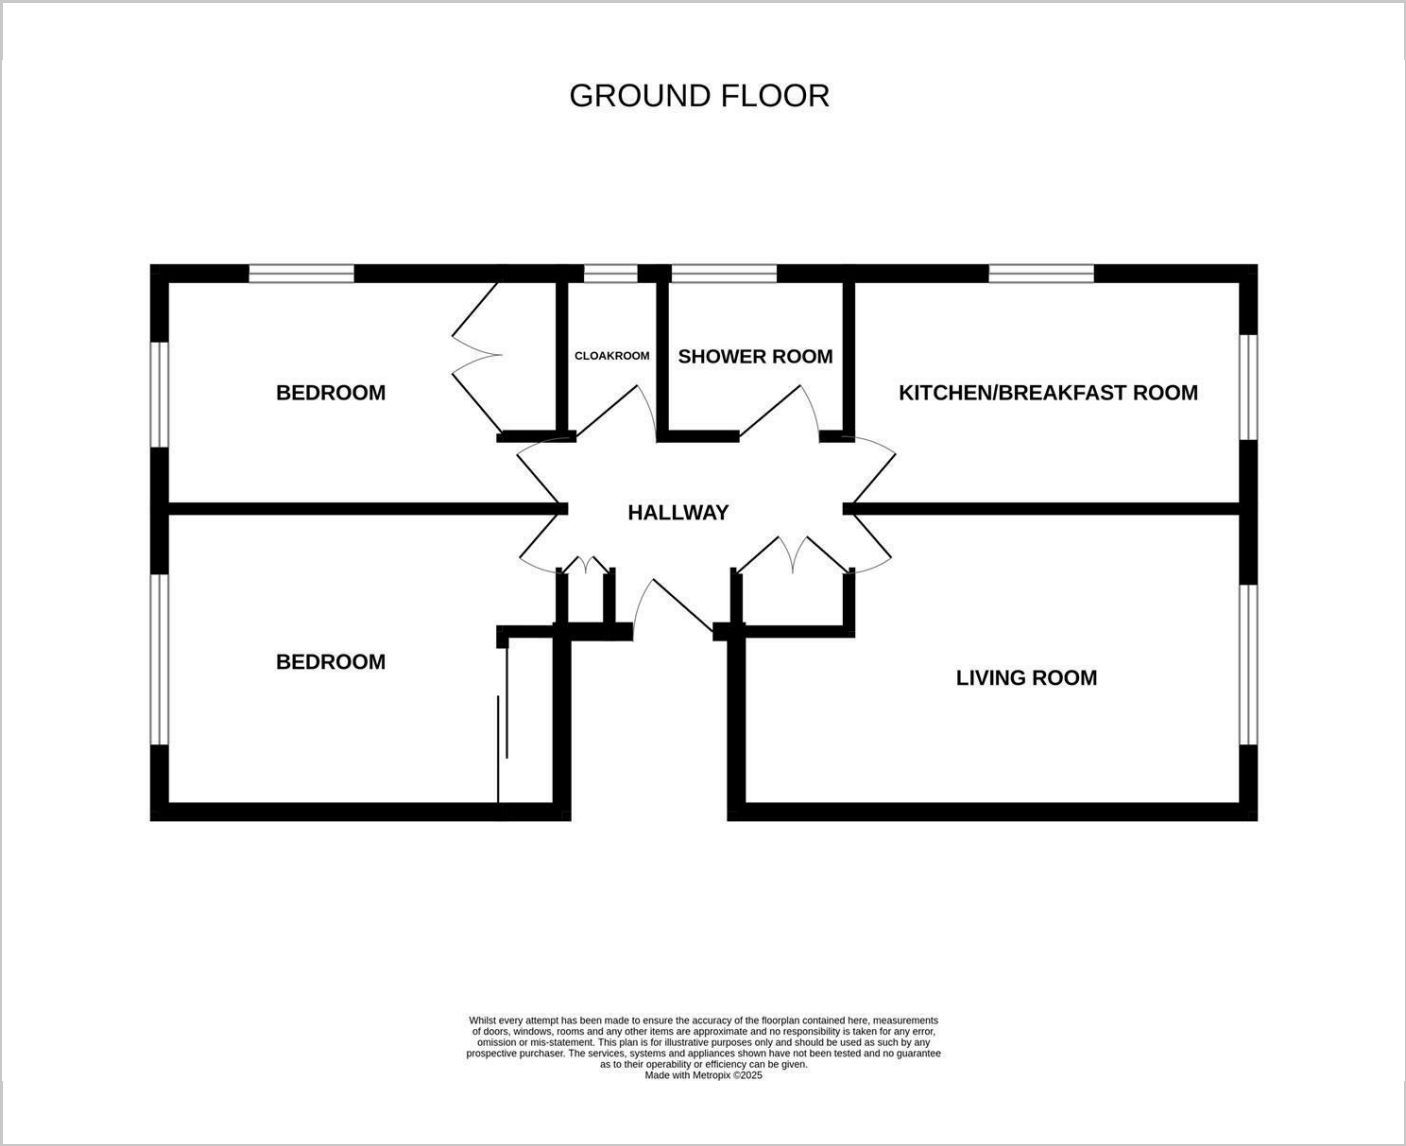 GROUND FLOOR
CLOAKROOM
SHOWER ROOM
BEDROOM
KITCHEN/BREAKFAST ROOM
HALLWAY
BEDROOM
LIVING ROOM
Whilst every attempt has been made to ensure the accuracy of the floorplan contained here, measurements
of doors, windows, rooms and any other items are approximate and no responsibility is taken for any error,
omission or mis-statement. This plan is for illustrative purposes only and should be used as such by any
prospective purchaser. The services, systems and appliances shown have not been tested and no guarantee
as to their operability or efficiency can be given.
Made with Metropix ©2025